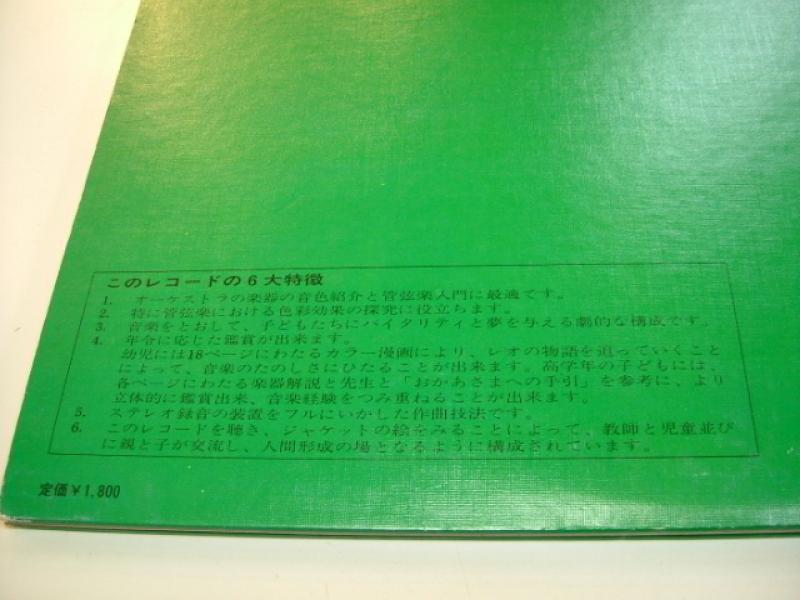 このレコードの6大特徴
1. オーケストラの楽器の音色紹介と管弦楽入門に最適です。
2. 特に管弦楽における色彩効果の探究に役立ちます。
3. 音楽をとおして、子どもたちにバイタリティと夢を与える劇的な構成です。
4. 年令に応じた鑑賞が出来ます。
幼児には18ページにわたるカラー漫画により、レオの物語を追っていくこと
によって、音楽のたのしさにひたることが出来ます。高学年の子どもには、
各ページにわたる楽器解説と先生と「おかあさまへの手引」を参考に、より
立体的に鑑賞出来、音楽経験をつみ重ねることが出来ます。
5. ステレオ録音の装置をフルにいかした作曲技法です。
6. このレコードを聴き、ジャケットの絵をみることによって、教師と児童並び
に親と子が交流し、人間形成の場となるように構成されています。
定価￥1,800